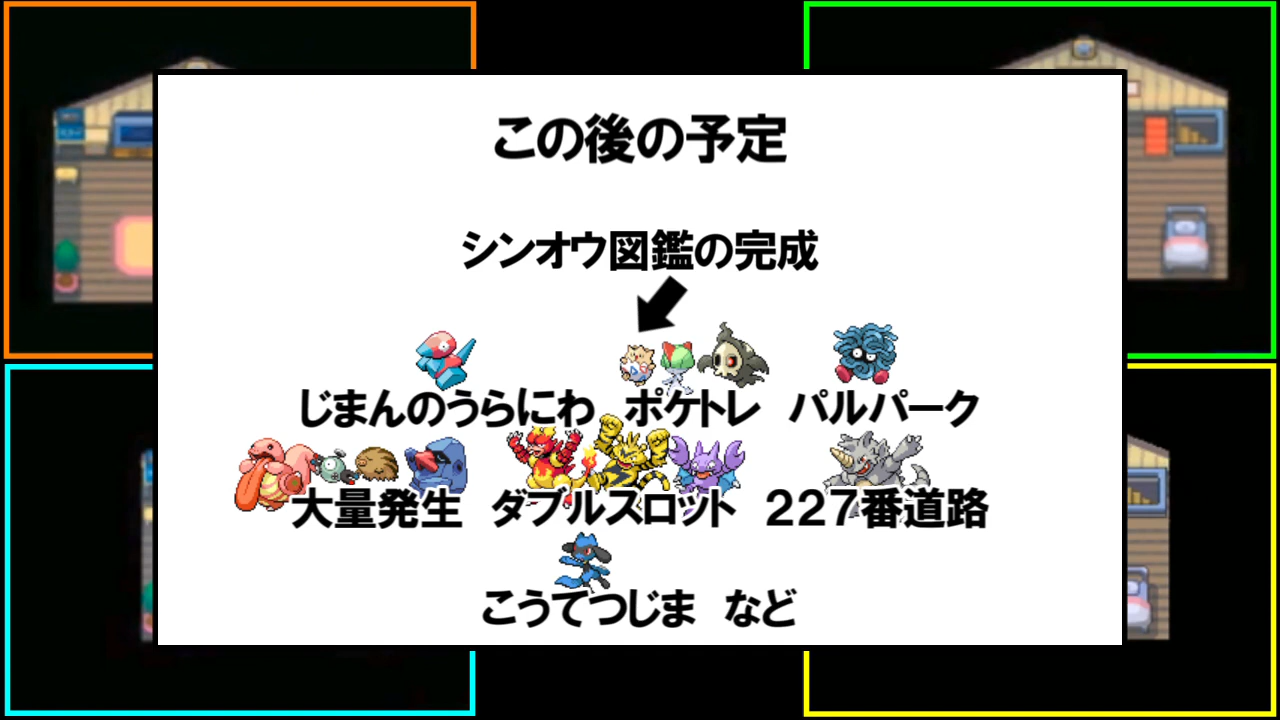 この後の予定
シンオウ図鑑の完成
じまんのうらにわ　ポケトレ　パルパーク
大量発生　ダブルスロット　２２７番道路
こうてつじま　など